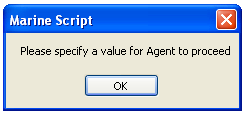 Marine Script
Please specify a value for Agent to proceed
OK